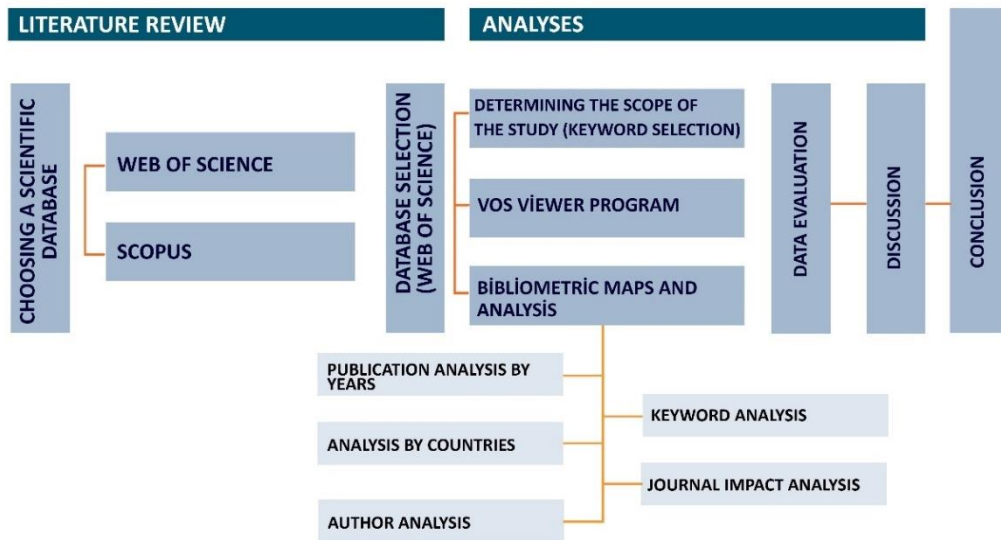 LITERATURE REVIEW
ANALYSES
CHOOSING A SCIENTIFIC
DATABASE
WEB OF SCIENCE
SCOPUS
DATABASE SELECTION
(WEB OF SCIENCE)
DETERMINING THE SCOPE OF
THE STUDY (KEYWORD SELECTION)
VOS VİEWER PROGRAM
BİBLİOMETRIC MAPS AND
ANALYSİS
DATA EVALUATION
DISCUSSION
CONCLUSION
PUBLICATION ANALYSIS BY
YEARS
ANALYSIS BY COUNTRIES
AUTHOR ANALYSIS
KEYWORD ANALYSIS
JOURNAL IMPACT ANALYSIS